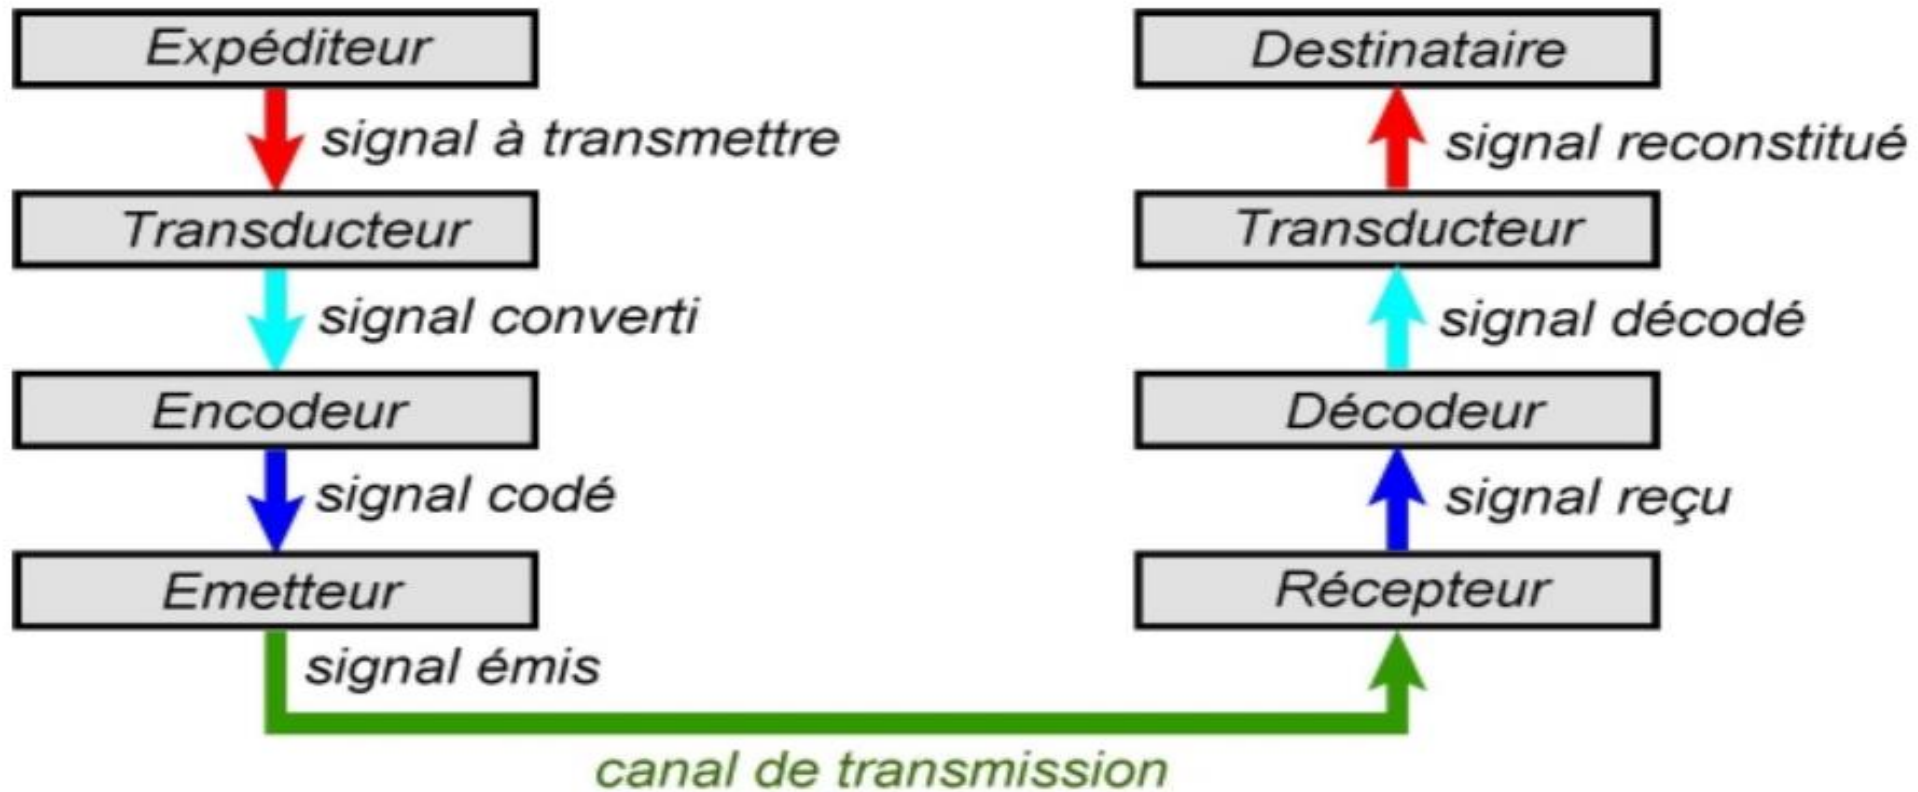 Expéditeur
signal à transmettre
Transducteur
signal converti
Encodeur
signal codé
Emetteur
signal émis
canal de transmission
Destinataire
signal reconstitué
Transducteur
signal décodé
Décodeur
signal reçu
Récepteur